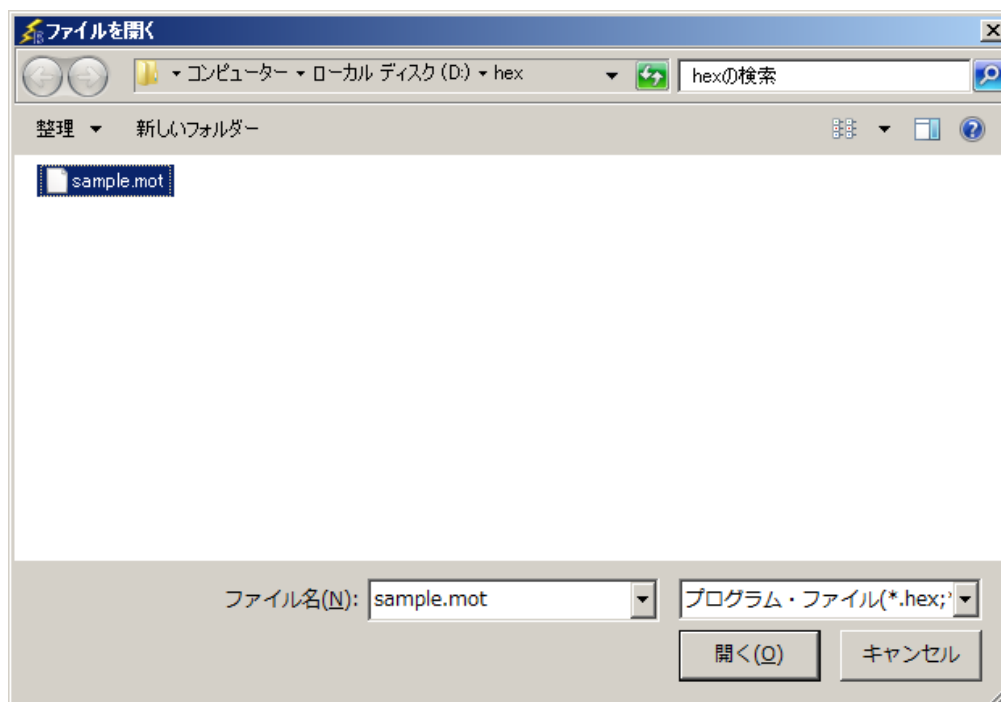 ファイルを開く
コンピューター ローカル ディスク (D:) hex
hexの検索
整理
新しいフォルダー
sample.mot
ファイル名(N):
sample.mot
プログラム・ファイル(*.hex;*
開く(O)
キャンセル